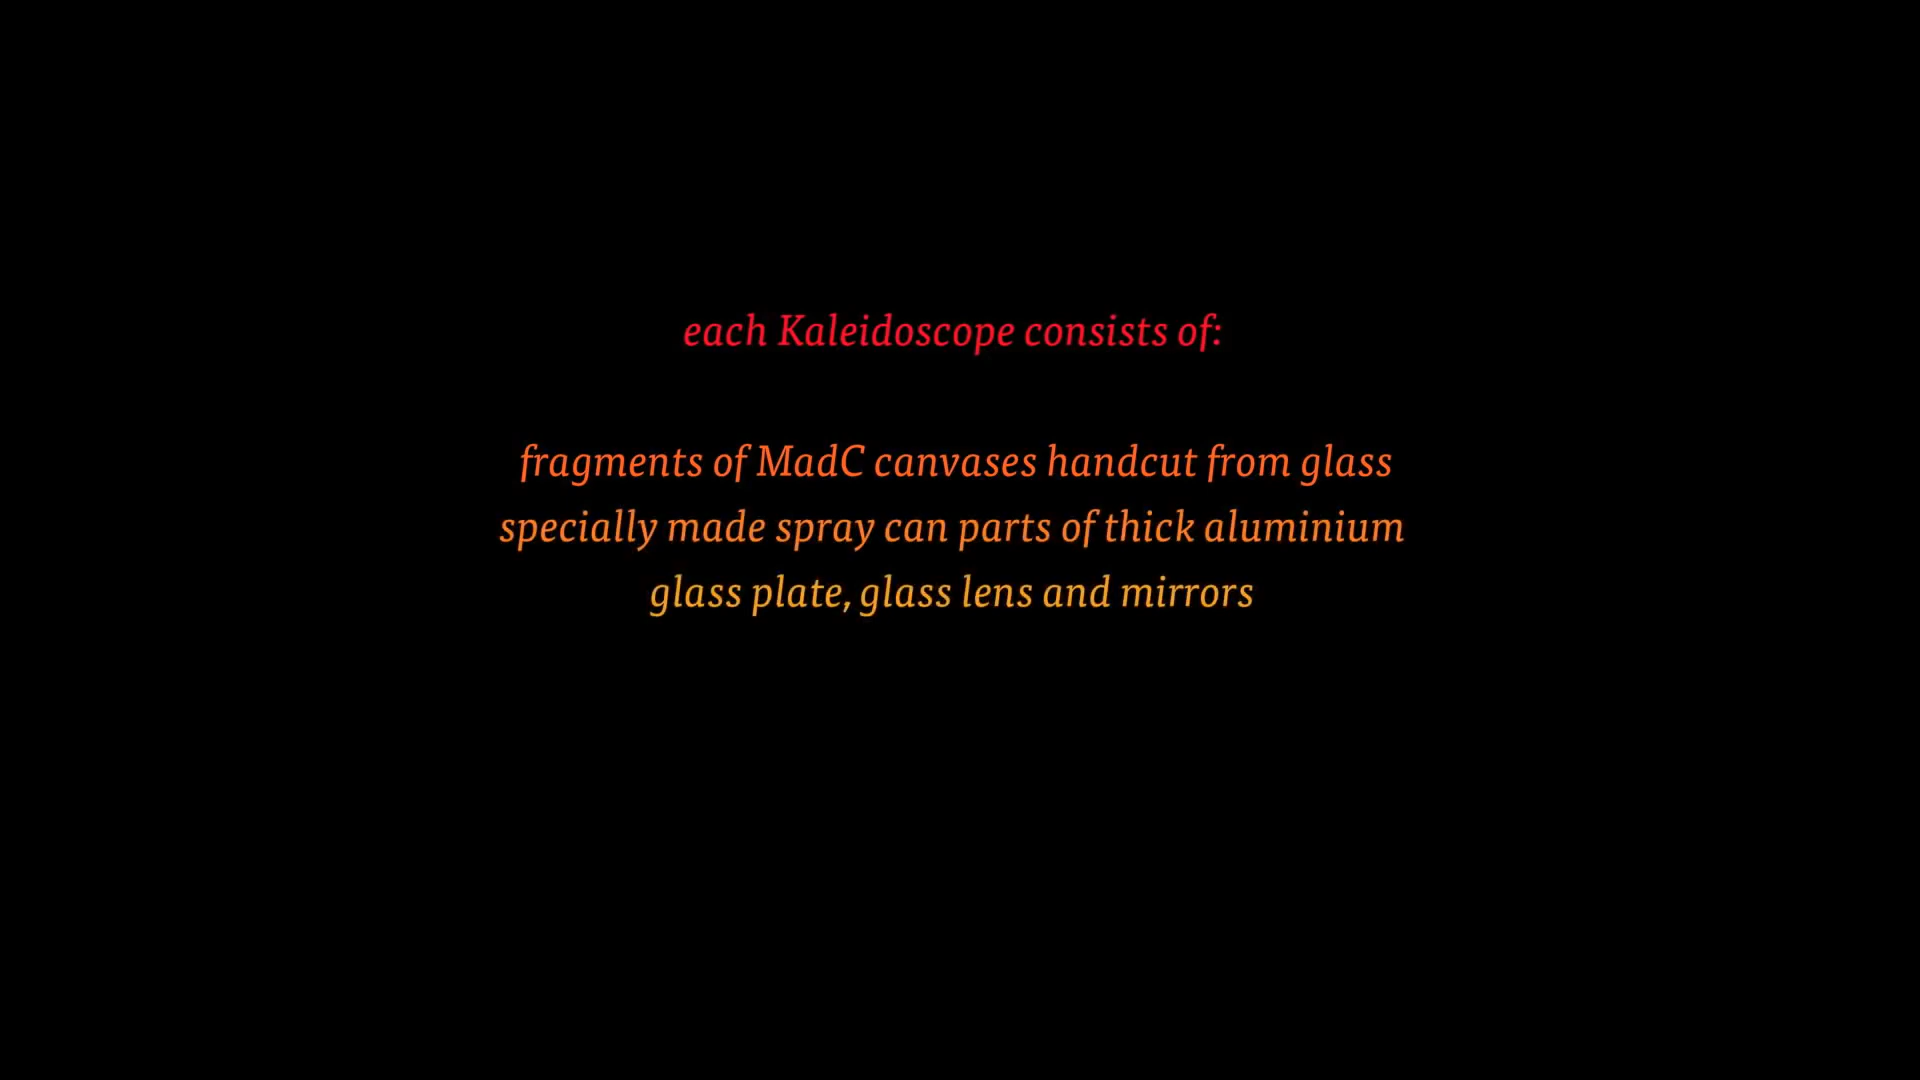 each Kaleidoscope consists of:
fragments of MadC canvases handcut from glass
specially made spray can parts of thick aluminium
glass plate, glass lens and mirrors